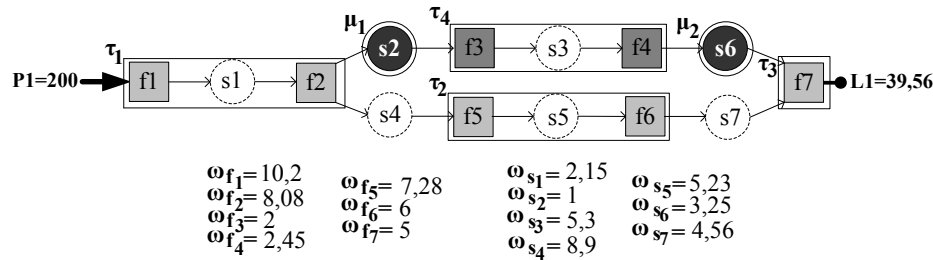 μ1 τ4 μ2
τ1 s2 f3 s3 f4 s6 τ3
P1=200 f1 s1 f2 f7 L1=39,56
τ2
s4 f5 s5 f6 s7
ωf1= 10,2
ωf2= 8,08
ωf3= 2
ωf4= 2,45
ωf5= 7,28
ωf6= 6
ωf7= 5
ωs1= 2,15
ωs2= 1
ωs3= 5,3
ωs4= 8,9
ωs5= 5,23
ωs6= 3,25
ωs7= 4,56